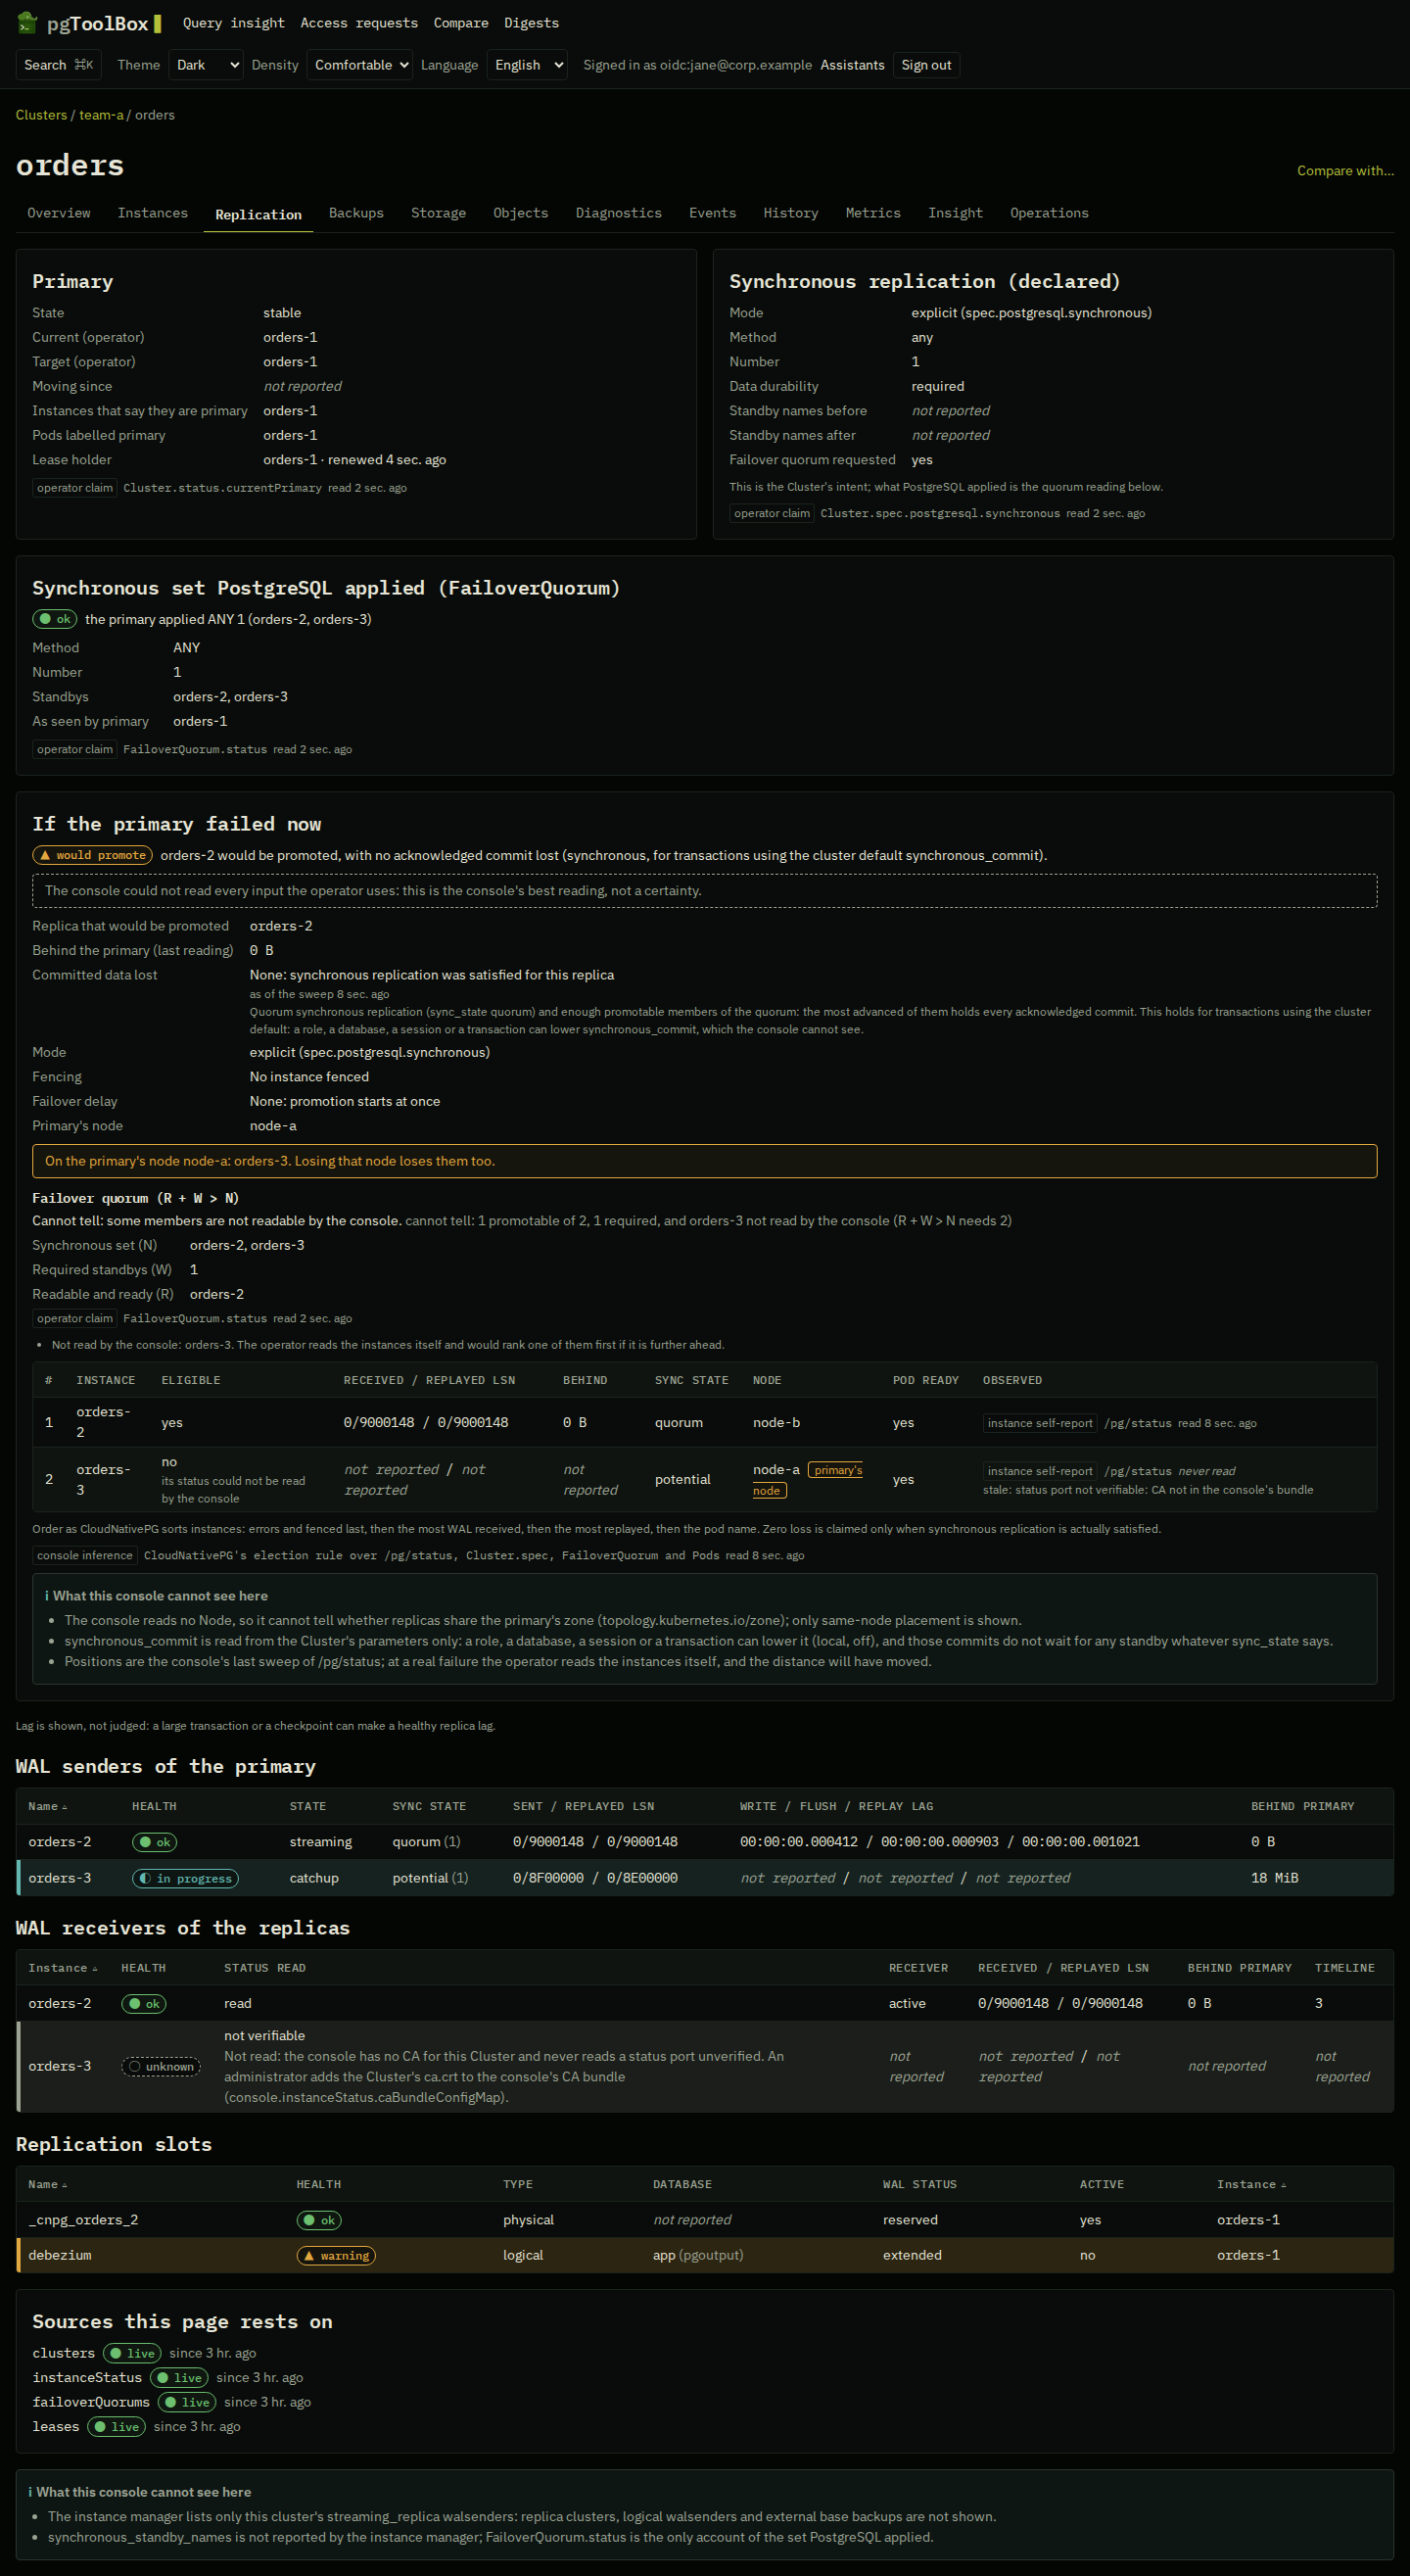 pgToolBox
Query insight Access requests Compare Digests
Search ⌘K Theme Dark Density Comfortable Language English Signed in as oidc:jane@corp.example Assistants Sign out
Clusters / team-a / orders
orders
Compare with...
Overview Instances Replication Backups Storage Objects Diagnostics Events History Metrics Insight Operations
Primary
State stable
Current (operator) orders-1
Target (operator) orders-1
Moving since not reported
Instances that say they are primary orders-1
Pods labelled primary orders-1
Lease holder orders-1 · renewed 4 sec. ago
operator claim Cluster.status.currentPrimary read 2 sec. ago
Synchronous replication (declared)
Mode explicit (spec.postgresql.synchronous)
Method any
Number 1
Data durability required
Standby names before not reported
Standby names after not reported
Failover quorum requested yes
This is the Cluster's intent; what PostgreSQL applied is the quorum reading below.
operator claim Cluster.spec.postgresql.synchronous read 2 sec. ago
Synchronous set PostgreSQL applied (FailoverQuorum)
ok the primary applied ANY 1 (orders-2, orders-3)
Method ANY
Number 1
Standbys orders-2, orders-3
As seen by primary orders-1
operator claim FailoverQuorum.status read 2 sec. ago
If the primary failed now
would promote orders-2 would be promoted, with no acknowledged commit lost (synchronous, for transactions using the cluster default synchronous_commit).
The console could not read every input the operator uses: this is the console's best reading, not a certainty.
Replica that would be promoted orders-2
Behind the primary (last reading) 0 B
Committed data lost None: synchronous replication was satisfied for this replica
as of the sweep 8 sec. ago
Quorum synchronous replication (sync_state quorum) and enough promotable members of the quorum: the most advanced of them holds every acknowledged commit. This holds for transactions using the cluster
default: a role, a database, a session or a transaction can lower synchronous_commit, which the console cannot see.
Mode explicit (spec.postgresql.synchronous)
Fencing No instance fenced
Failover delay None: promotion starts at once
Primary's node node-a
On the primary's node node-a: orders-3. Losing that node loses them too.
Failover quorum (R + W > N)
Cannot tell: some members are not readable by the console. cannot tell: 1 promotable of 2, 1 required, and orders-3 not read by the console (R + W > N needs 2)
Synchronous set (N) orders-2, orders-3
Required standbys (W) 1
Readable and ready (R) orders-2
operator claim FailoverQuorum.status read 2 sec. ago
• Not read by the console: orders-3. The operator reads the instances itself and would rank one of them first if it is further ahead.
# INSTANCE ELIGIBLE RECEIVED / REPLAYED LSN BEHIND SYNC STATE NODE POD READY OBSERVED
1 orders-2 yes 0/9000148 / 0/9000148 0 B quorum node-b yes instance self-report /pg/status read 8 sec. ago
2 orders-3 no its status could not be read by the console not reported / not reported not reported potential node-a primary's node yes instance self-report /pg/status never read
stale: status port not verifiable: CA not in the console's bundle
Order as CloudNativePG sorts instances: errors and fenced last, then the most WAL received, then the most replayed, then the pod name. Zero loss is claimed only when synchronous replication is actually satisfied.
console inference CloudNativePG's election rule over /pg/status, Cluster.spec, FailoverQuorum and Pods read 8 sec. ago
i What this console cannot see here
• The console reads no Node, so it cannot tell whether replicas share the primary's zone (topology.kubernetes.io/zone); only same-node placement is shown.
• synchronous_commit is read from the Cluster's parameters only: a role, a database, a session or a transaction can lower it (local, off), and those commits do not wait for any standby whatever sync_state says.
• Positions are the console's last sweep of /pg/status; at a real failure the operator reads the instances itself, and the distance will have moved.
Lag is shown, not judged: a large transaction or a checkpoint can make a healthy replica lag.
WAL senders of the primary
Name HEALTH STATE SYNC STATE SENT / REPLAYED LSN WRITE / FLUSH / REPLAY LAG BEHIND PRIMARY
orders-2 ok streaming quorum (1) 0/9000148 / 0/9000148 00:00:00.000412 / 00:00:00.000903 / 00:00:00.001021 0 B
orders-3 in progress catchup potential (1) 0/8F00000 / 0/8E00000 not reported / not reported / not reported 18 MiB
WAL receivers of the replicas
Instance HEALTH STATUS READ RECEIVER RECEIVED / REPLAYED LSN BEHIND PRIMARY TIMELINE
orders-2 ok read active 0/9000148 / 0/9000148 0 B 3
orders-3 unknown not verifiable
Not read: the console has no CA for this Cluster and never reads a status port unverified. An
administrator adds the Cluster's ca.crt to the console's CA bundle
(console.instanceStatus.caBundleConfigMap).
not reported not reported / not reported not reported not reported
Replication slots
Name HEALTH TYPE DATABASE WAL STATUS ACTIVE Instance
_cnpg_orders_2 ok physical not reported reserved yes orders-1
debezium warning logical app (pgoutput) extended no orders-1
Sources this page rests on
clusters live since 3 hr. ago
instanceStatus live since 3 hr. ago
failoverQuorums live since 3 hr. ago
leases live since 3 hr. ago
i What this console cannot see here
• The instance manager lists only this cluster's streaming_replica walsenders: replica clusters, logical walsenders and external base backups are not shown.
• synchronous_standby_names is not reported by the instance manager; FailoverQuorum.status is the only account of the set PostgreSQL applied.